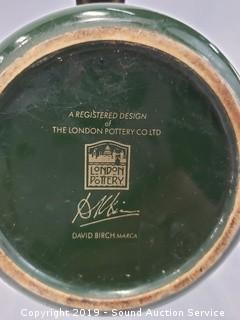 A REGISTERED DESIGN
of
THE LONDON POTTERY CO LTD
LONDON
POTTERY
DAVID BIRCH MARCA
Copyright 2019 - Sound Auction Service